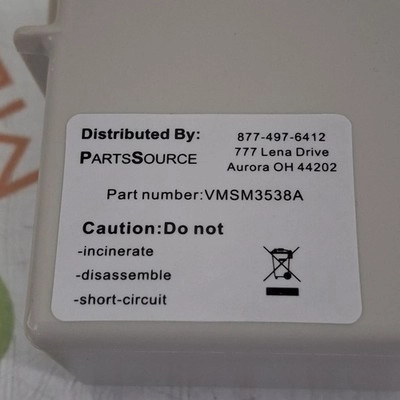 Distributed By:
PARTSSOURCE
877-497-6412
777 Lena Drive
Aurora OH 44202
Part number:VMSM3538A
Caution:Do not
-incinerate
-disassemble
-short-circuit